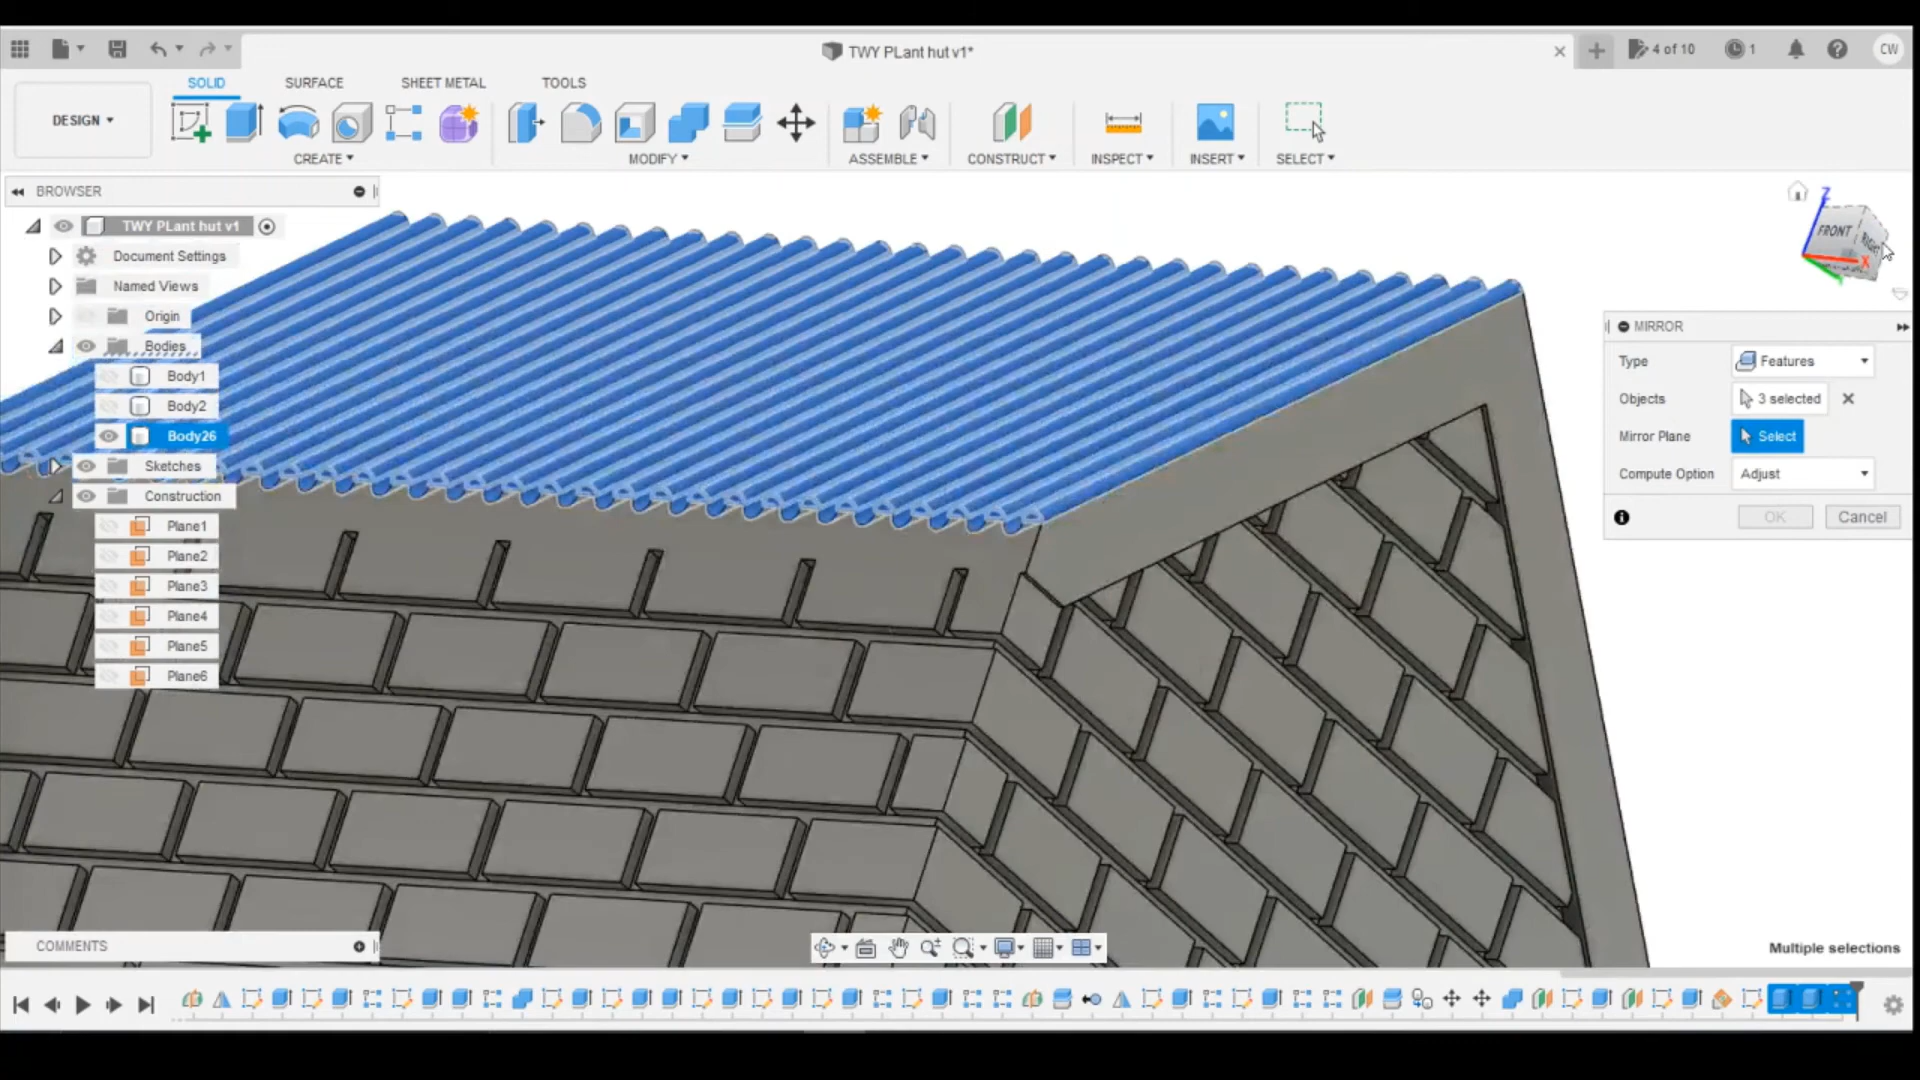 TWY PLant hut v1*
4 of 10
1
CW
DESIGN
SOLID
SURFACE
SHEET METAL
TOOLS
CREATE
MODIFY
ASSEMBLE
CONSTRUCT
INSPECT
INSERT
SELECT
BROWSER
TWY PLant hut v1
Document Settings
Named Views
Origin
Bodies
Body1
Body2
Body26
Sketches
Construction
Plane1
Plane2
Plane3
Plane4
Plane5
Plane6
Z
FRONT
RIGHT
X
MIRROR
Type
Features
Objects
3 selected
Mirror Plane
Select
Compute Option
Adjust
OK
Cancel
COMMENTS
Multiple selections